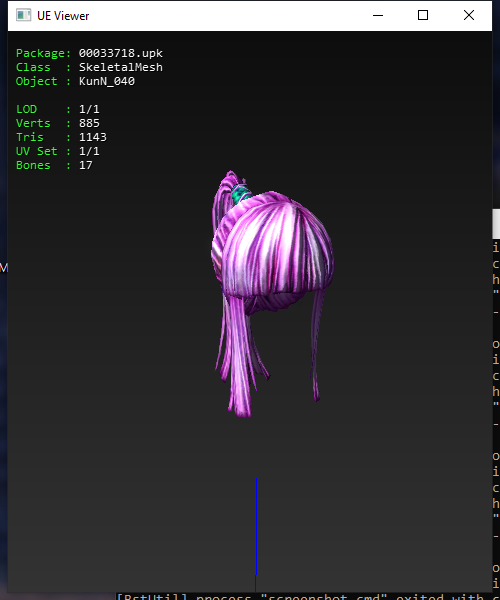 UE Viewer
Package: 00033718.upk
Class : SkeletalMesh
Object : KunN_040
LOD : 1/1
Verts : 885
Tris : 1143
UV Set : 1/1
Bones : 17
M
i
c
h
"
-
o
i
c
h
"
-
o
i
c
h
"
-
o
i
[BstUtil] process "screenshot.cmd" exited with c